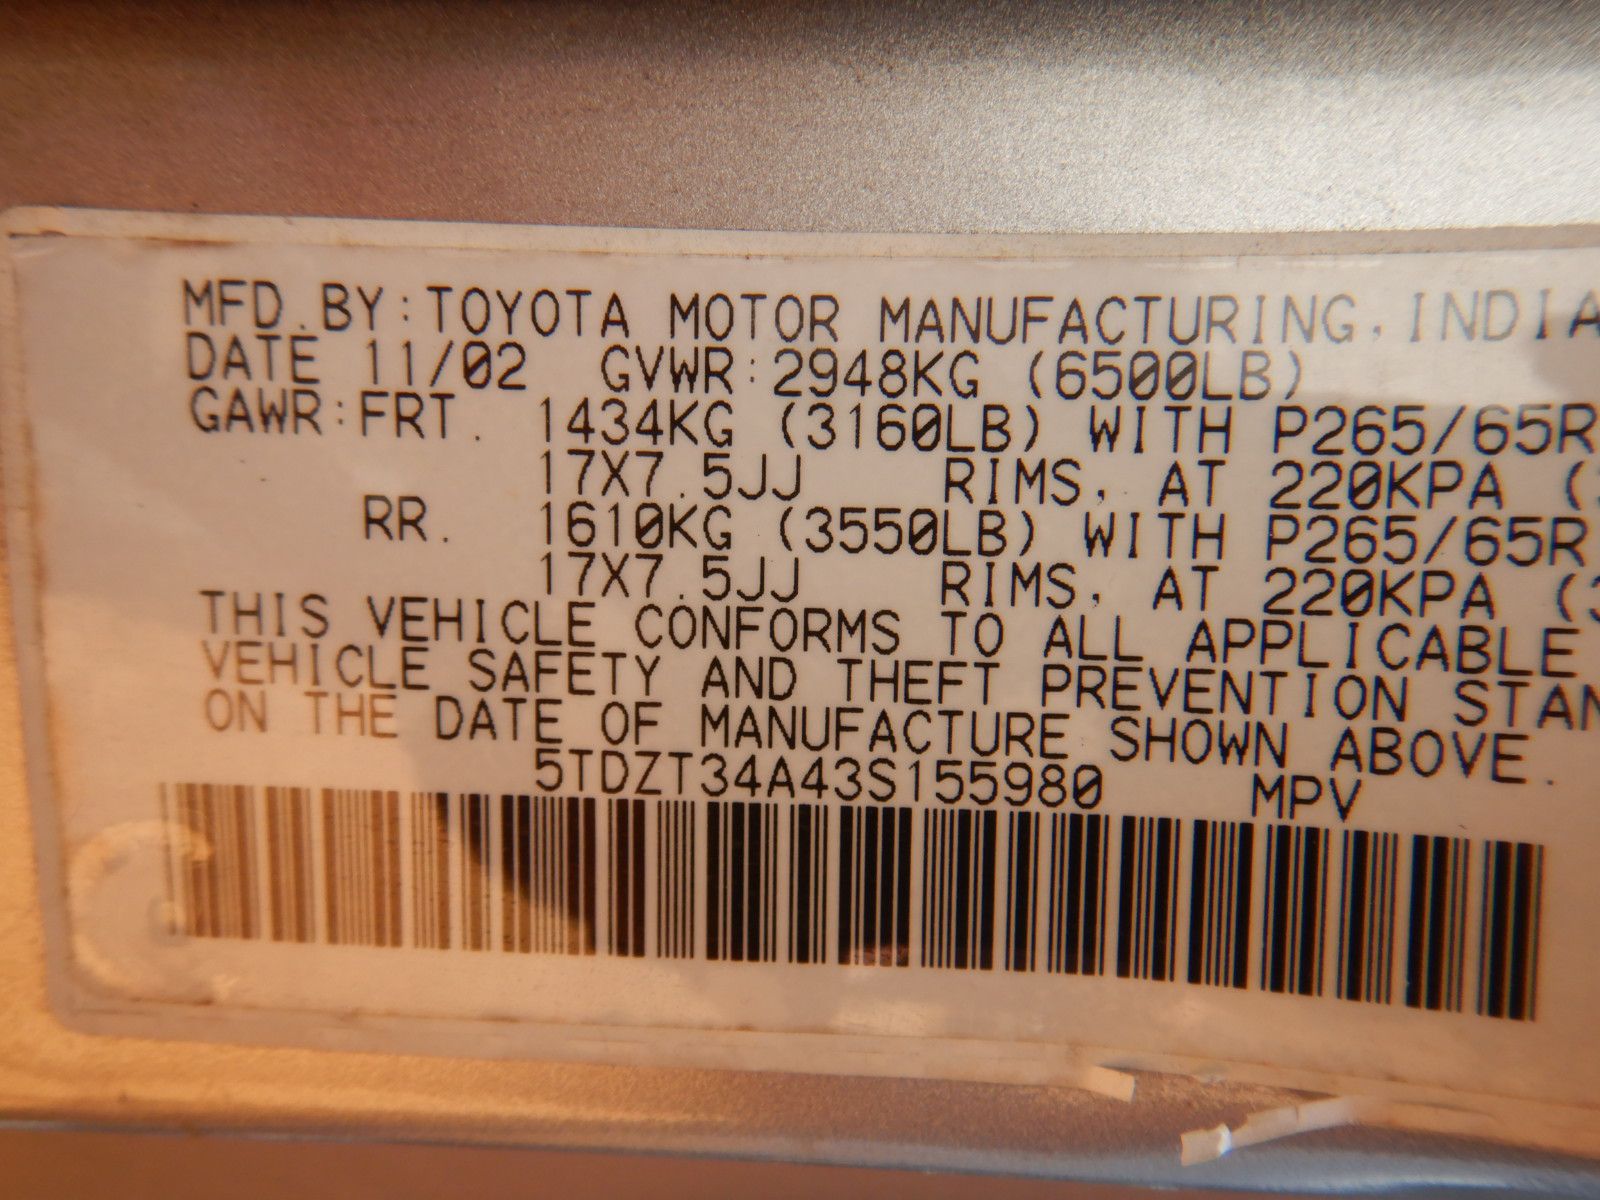 MFD.BY:TOYOTA MOTOR MANUFACTURING,INDIA
DATE 11/02 GVWR:2948KG (6500LB)
GAWR:FRT. 1434KG (3160LB) WITH P265/65R
17X7.5JJ RIMS, AT 220KPA (
RR. 1610KG (3550LB) WITH P265/65R
17X7.5JJ RIMS, AT 220KPA (3
THIS VEHICLE CONFORMS TO ALL APPLICABLE
VEHICLE SAFETY AND THEFT PREVENTION STAN
ON THE DATE OF MANUFACTURE SHOWN ABOVE.
5TDZT34A43S155980 MPV